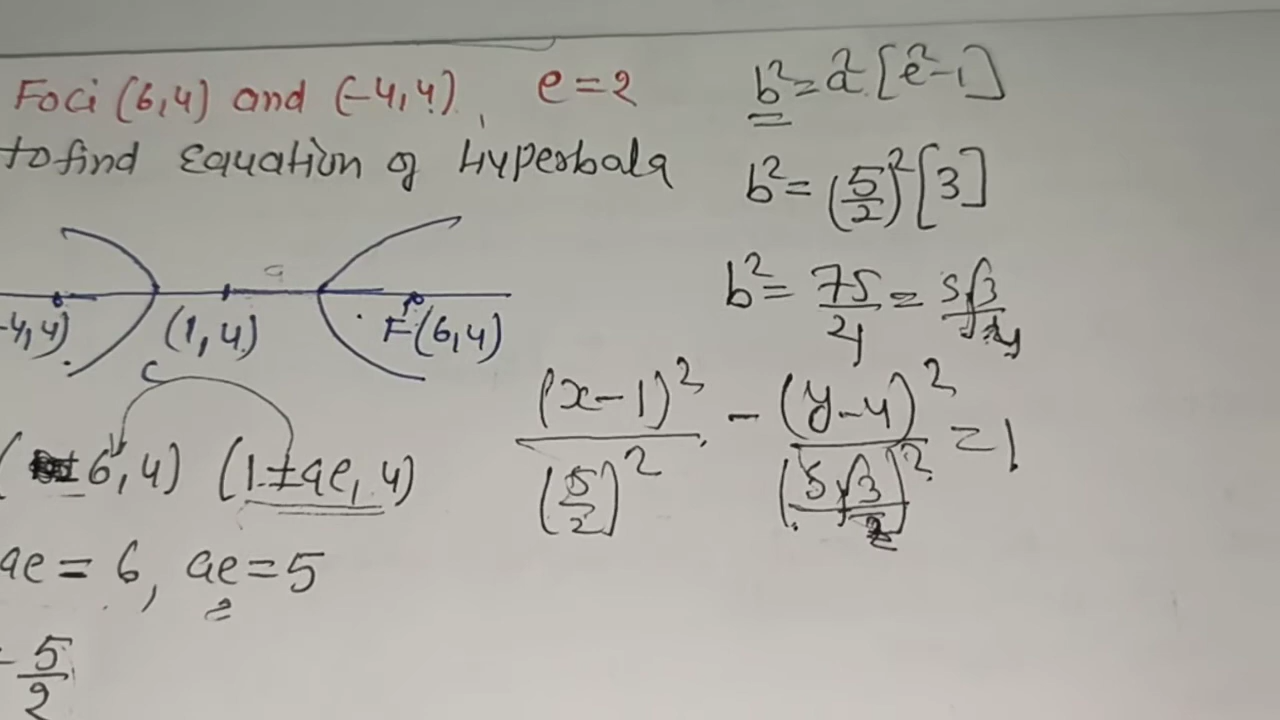 Foci (6,4) and (-4,4), e=2
to find Equation of Hyperbala
-4,4)
(1,4)
C
a
F(6,4)
(±6,4) (1±ae,4)
ae = 6, ae=5
5/2
b²=a²[e²-1]
b²=(5/2)²[3]
b²= 75/4 = 5√3/2
(x-1)²/(5/2)² - (y-4)²/(5√3/2)² =1